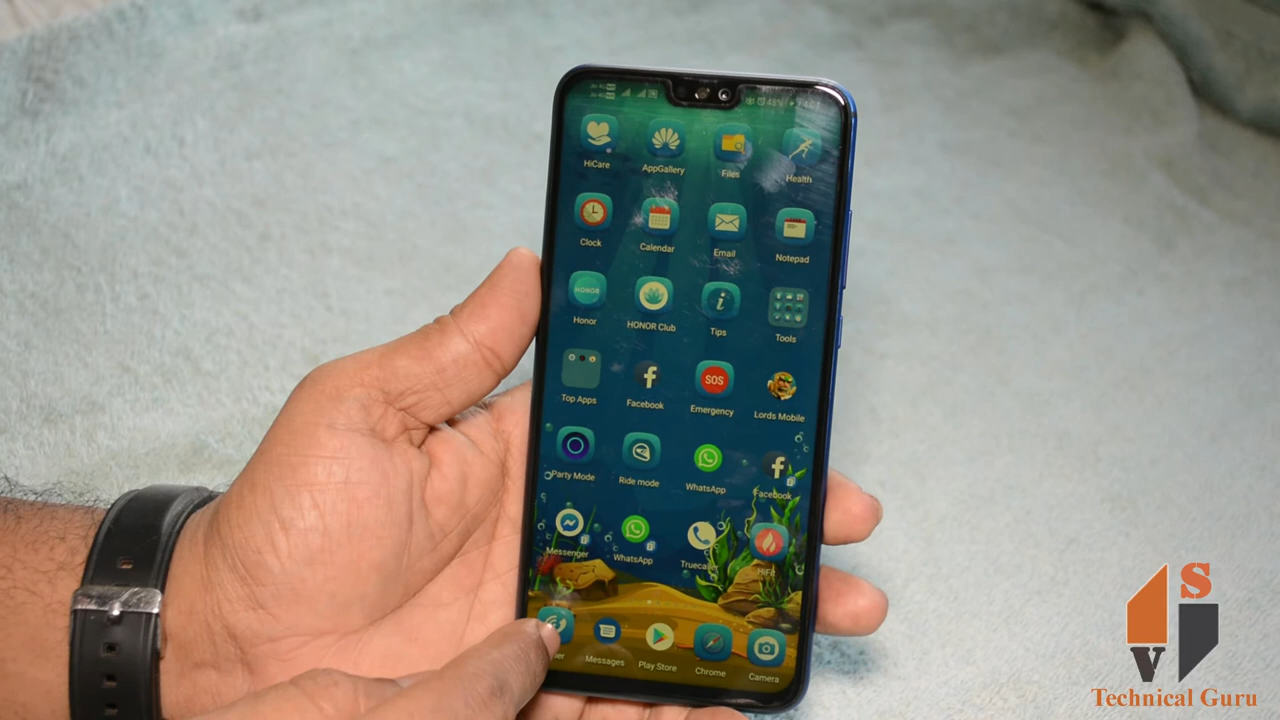 48%
HiCare
AppGallery
Files
Health
Clock
Calendar
Email
Notepad
HONOR
Honor
HONOR Club
Tips
Tools
Top Apps
Facebook
SOS
Emergency
Lords Mobile
Party Mode
Ride mode
WhatsApp
Facebook
Messenger
WhatsApp
Messages
Play Store
Chrome
Camera
S
V
Technical Guru